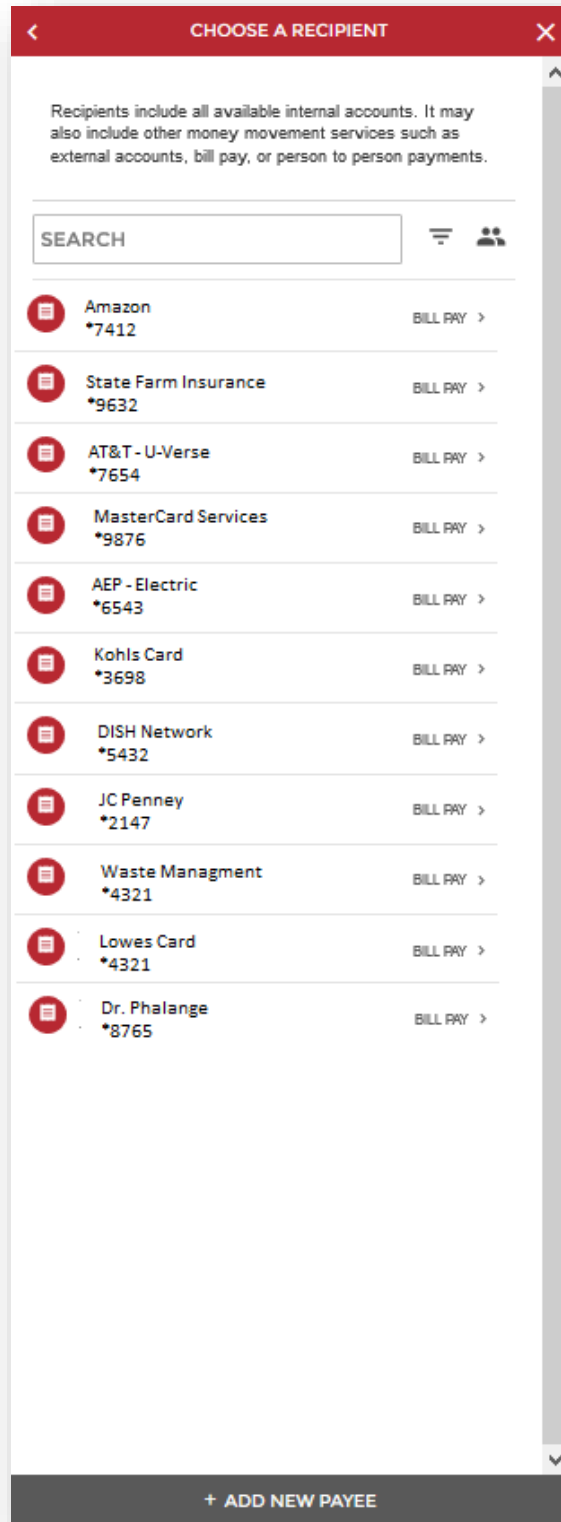 CHOOSE A RECIPIENT
Recipients include all available internal accounts. It may
also include other money movement services such as
external accounts, bill pay, or person to person payments.
SEARCH
Amazon
*7412
BILL PAY >
State Farm Insurance
*9632
BILL PAY >
AT&T - U-Verse
*7654
BILL PAY >
MasterCard Services
*9876
BILL PAY >
AEP - Electric
*6543
BILL PAY >
Kohls Card
*3698
BILL PAY >
DISH Network
*5432
BILL PAY >
JC Penney
*2147
BILL PAY >
Waste Managment
*4321
BILL PAY >
Lowes Card
*4321
BILL PAY >
Dr. Phalange
*8765
BILL PAY >
+ ADD NEW PAYEE